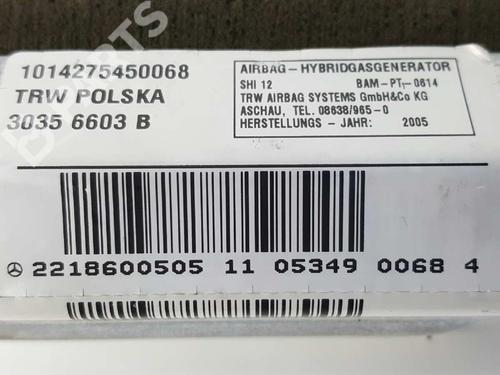 1014275450068
TRW POLSKA
3035 6603 B
AIRBAG-HYBRIDGASGENERATOR
SHI 12 BAM-PT1-0614
TRW AIRBAG SYSTEMS GmbH&Co KG
ASCHAU, TEL. 08638/965-0
HERSTELLUNGS - JAHR: 2005
2218600505 11 05349 0068 4